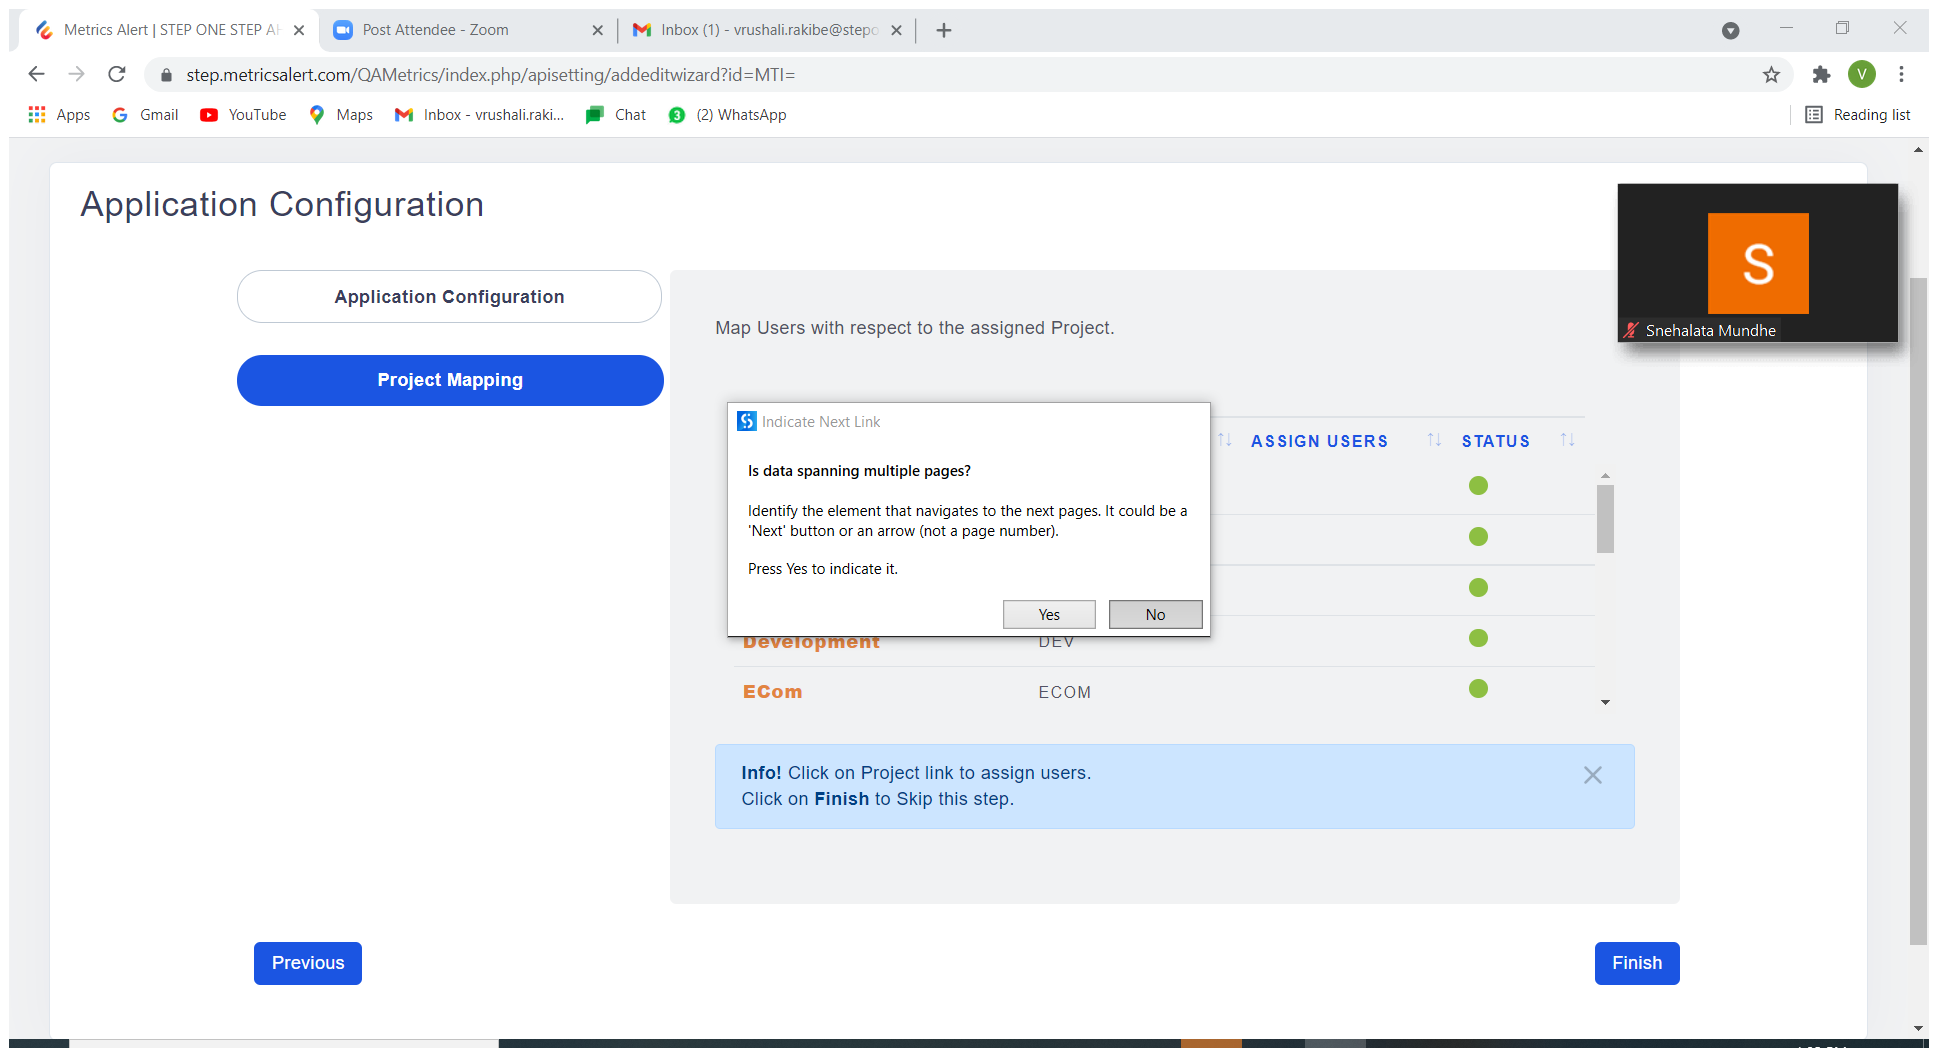 Metrics Alert | STEP ONE STEP A
Post Attendee - Zoom
Inbox (1) - vrushali.rakibe@stepo
step.metricsalert.com/QAMetrics/index.php/apisetting/addeditwizard?id=MTI=
V
Apps
Gmail
YouTube
Maps
Inbox - vrushali.raki...
Chat
3
(2) WhatsApp
Reading list
Application Configuration
S
Snehalata Mundhe
Application Configuration
Project Mapping
Map Users with respect to the assigned Project.
ASSIGN USERS
STATUS
Indicate Next Link
Is data spanning multiple pages?
Identify the element that navigates to the next pages. It could be a
'Next' button or an arrow (not a page number).
Press Yes to indicate it.
Yes
No
Development
DEV
ECom
ECOM
Info! Click on Project link to assign users.
Click on Finish to Skip this step.
Previous
Finish